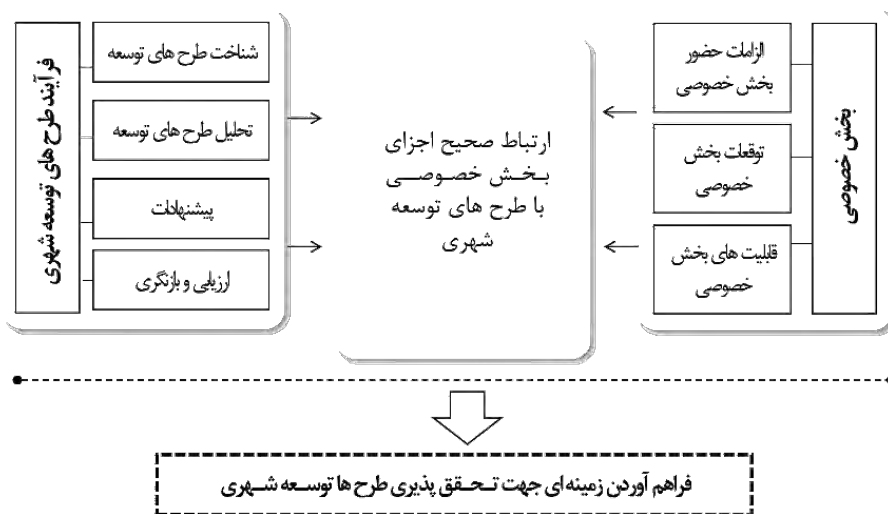 بخش خصوصی
الزامات حضور
بخش خصوصی
توقعات بخش
خصوصی
قابلیت های بخش
خصوصی
ارتباط صحیح اجزای
بخش خصوصی
با طرح های توسعه
شهری
فرآیند طرح های توسعه شهری
شناخت طرح های توسعه
تحلیل طرح های توسعه
پیشنهادات
ارزیابی و بازنگری
فراهم آوردن زمینه ای جهت تحقق پذیری طرح ها توسعه شهری